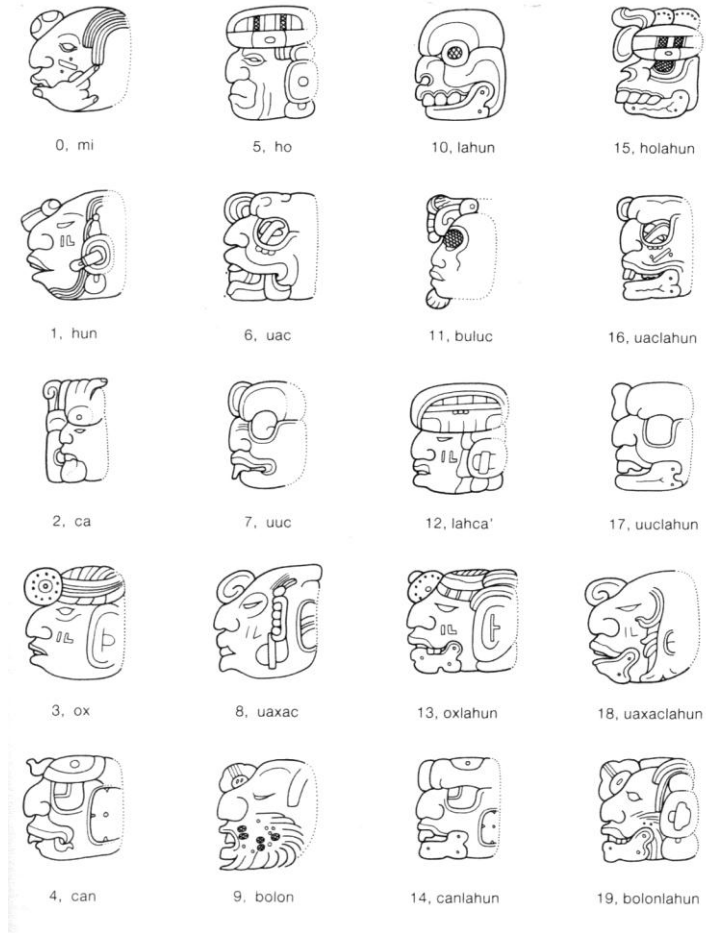 0, mi
5, ho
10, lahun
15, holahun
1, hun
6, uac
11, buluc
16, uaclahun
2, ca
7, uuc
12, lahca'
17, uuclahun
3, ox
8, uaxac
13, oxlahun
18, uaxaclahun
4, can
9. bolon
14, canlahun
19, bolonlahun